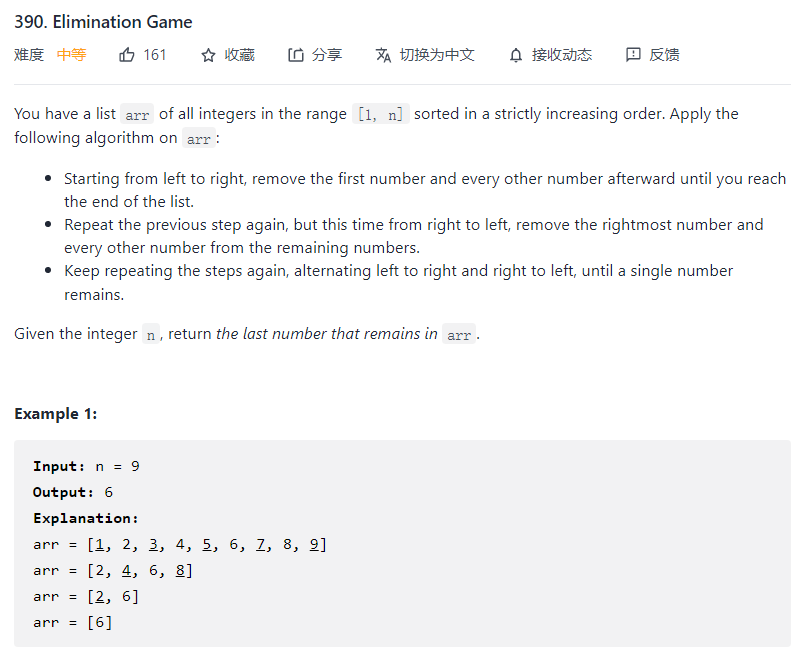 390. Elimination Game
难度 中等 161 收藏 分享 切换为中文 接收动态 反馈
You have a list arr of all integers in the range [1, n] sorted in a strictly increasing order. Apply the
following algorithm on arr:
• Starting from left to right, remove the first number and every other number afterward until you reach
the end of the list.
• Repeat the previous step again, but this time from right to left, remove the rightmost number and
every other number from the remaining numbers.
• Keep repeating the steps again, alternating left to right and right to left, until a single number
remains.
Given the integer n, return the last number that remains in arr.
Example 1:
Input: n = 9
Output: 6
Explanation:
arr = [1, 2, 3, 4, 5, 6, 7, 8, 9]
arr = [2, 4, 6, 8]
arr = [2, 6]
arr = [6]